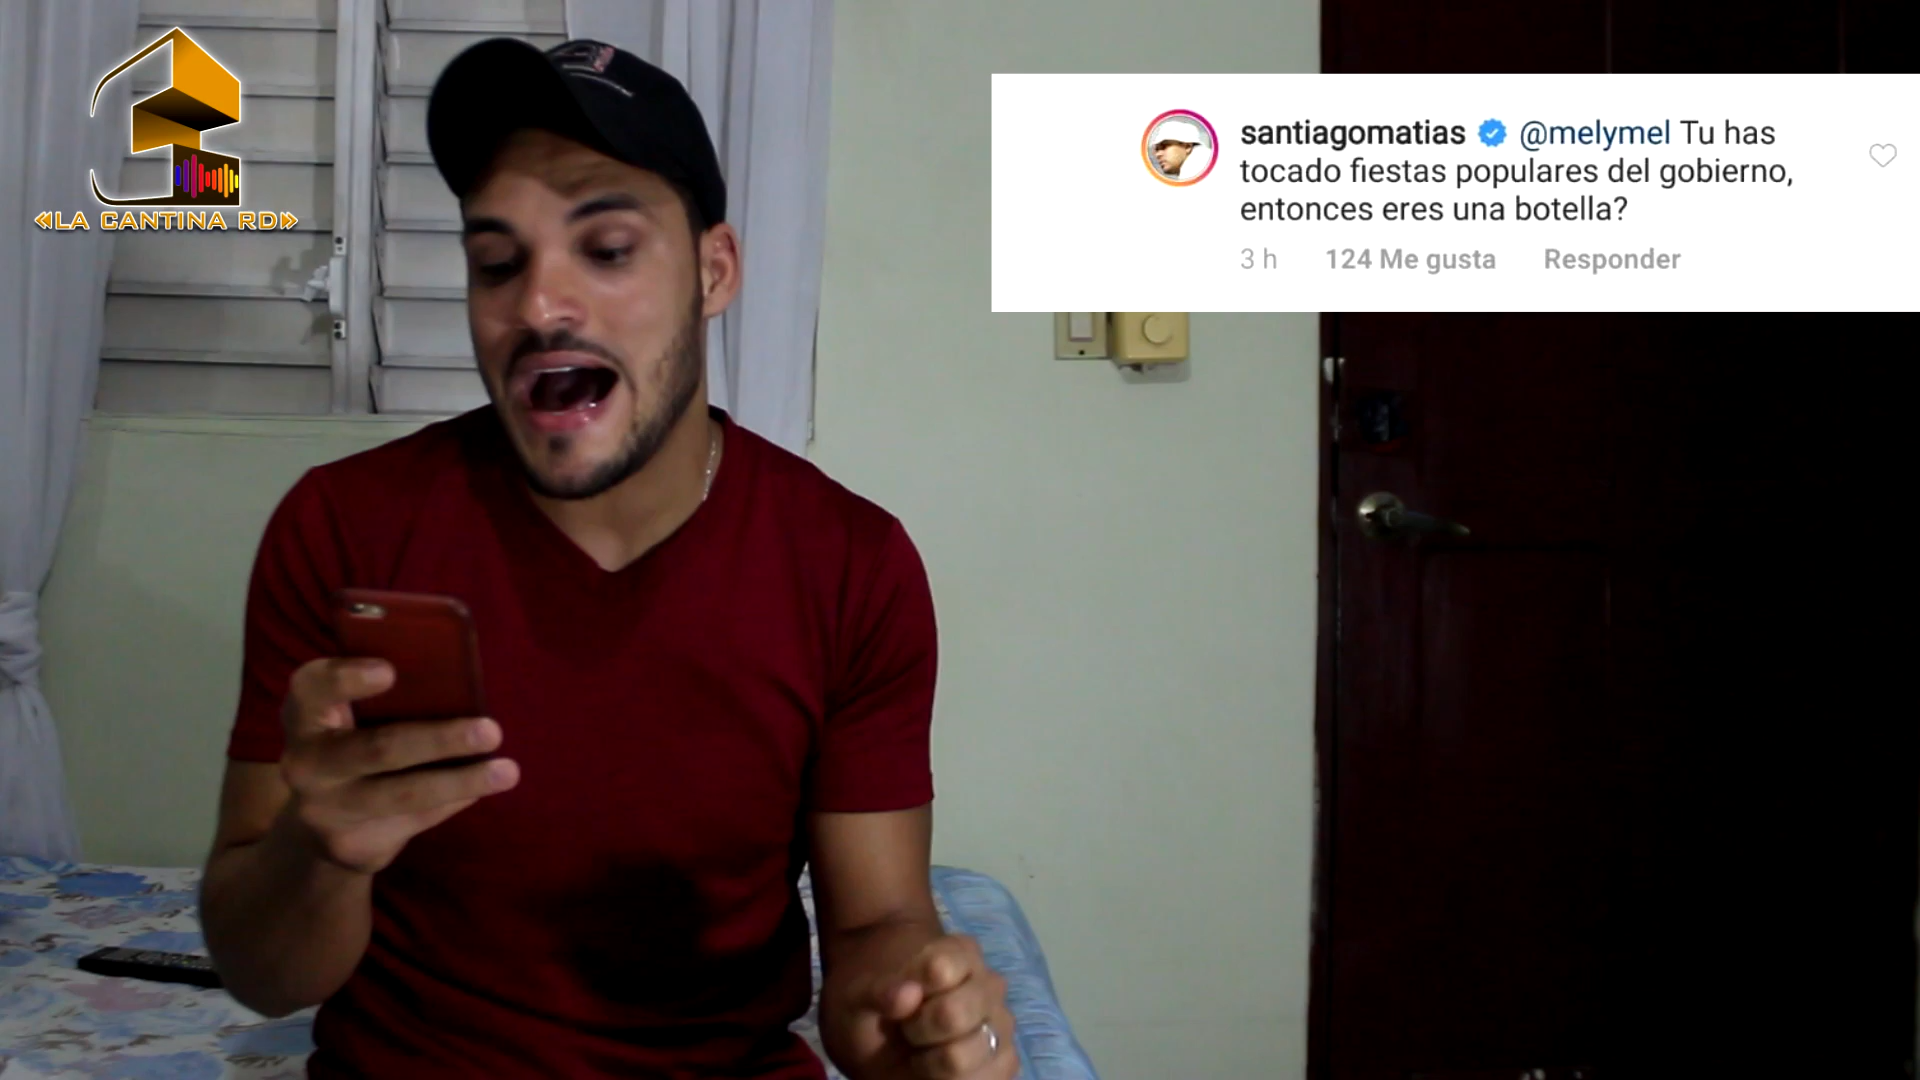 «LA CANTINA RD»
santiagomatias @melymel Tu has
tocado fiestas populares del gobierno,
entonces eres una botella?
3 h 124 Me gusta Responder